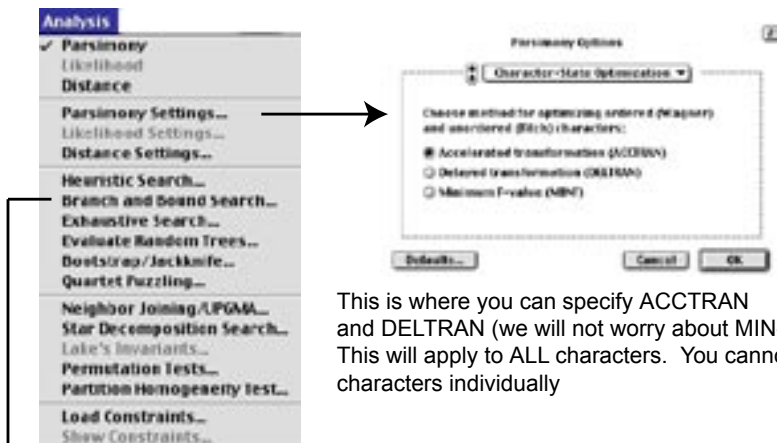 Analysis
✓ Parsimony
Likelihood
Distance
Parsimony Settings...
Likelihood Settings...
Distance Settings...
Heuristic Search...
Branch and Bound Search...
Exhaustive Search...
Evaluate Random Trees...
Bootstrap/Jackknife...
Quartet Puzzling...
Neighbor Joining/UPGMA...
Star Decomposition Search...
Lake's Invariants...
Permutation Tests...
Partition Homogeneity Test...
Load Constraints...
Show Constraints...
Parsimony Options
Character-State Optimization
Choose method for optimizing ordered (Wagner)
and unordered (Fitch) characters:
Accelerated transformation (ACCTRAN)
Delayed transformation (DELTRAN)
Minimum F-value (MINF)
Defaults...
Cancel
OK
This is where you can specify ACCTRAN
and DELTRAN (we will not worry about MIN
This will apply to ALL characters. You canno
characters individually